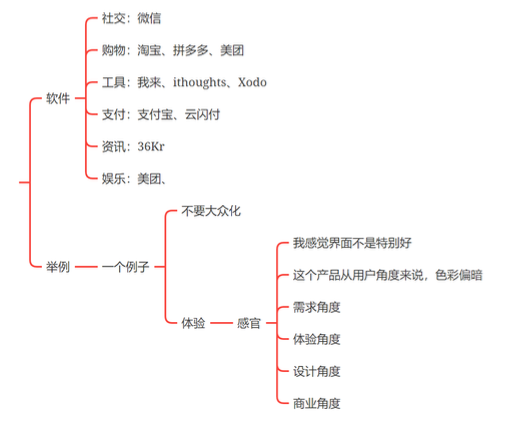 社交：微信
购物：淘宝、拼多多、美团
工具：我来、ithoughts、Xodo
软件
支付：支付宝、云闪付
资讯：36Kr
娱乐：美团、
不要大众化
举例
一个例子
体验
感官
我感觉界面不是特别好
这个产品从用户角度来说，色彩偏暗
需求角度
体验角度
设计角度
商业角度